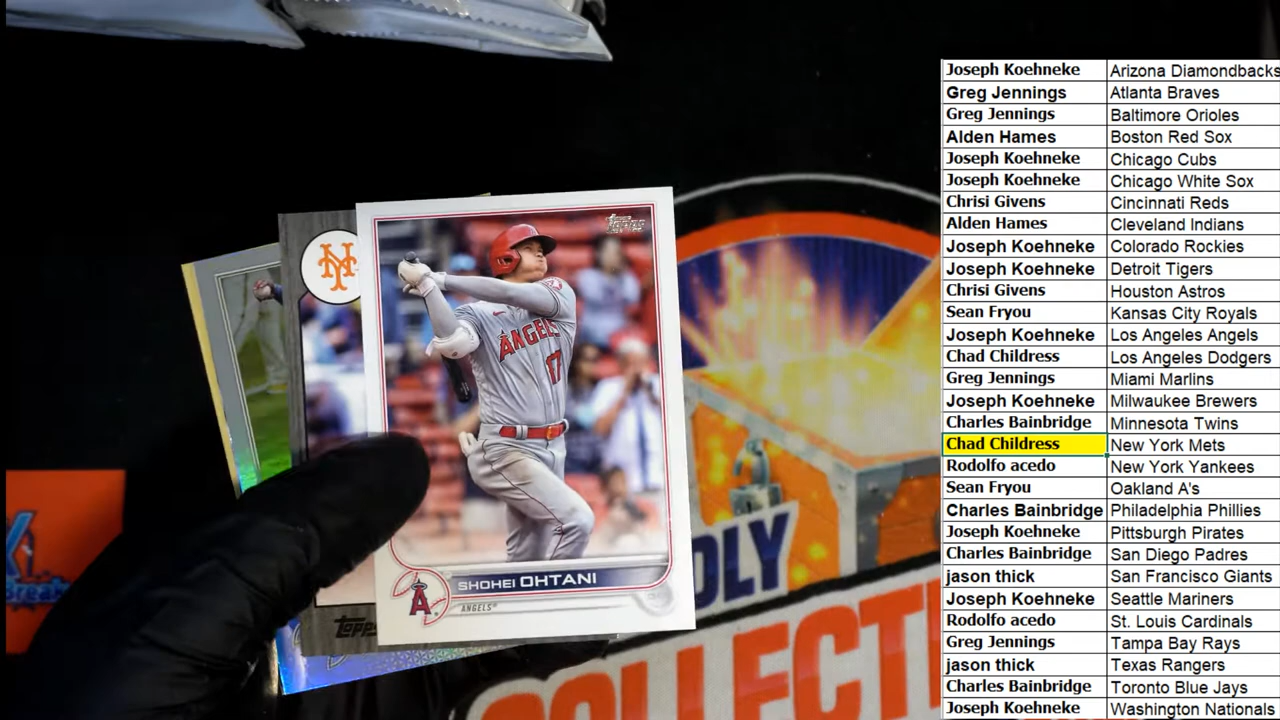 Joseph Koehneke Arizona Diamondbacks
Greg Jennings Atlanta Braves
Greg Jennings Baltimore Orioles
Alden Hames Boston Red Sox
Joseph Koehneke Chicago Cubs
Joseph Koehneke Chicago White Sox
Chrisi Givens Cincinnati Reds
Alden Hames Cleveland Indians
Joseph Koehneke Colorado Rockies
Joseph Koehneke Detroit Tigers
Chrisi Givens Houston Astros
Sean Fryou Kansas City Royals
Joseph Koehneke Los Angeles Angels
Chad Childress Los Angeles Dodgers
Greg Jennings Miami Marlins
Joseph Koehneke Milwaukee Brewers
Charles Bainbridge Minnesota Twins
Chad Childress New York Mets
Rodolfo acedo New York Yankees
Sean Fryou Oakland A's
Charles Bainbridge Philadelphia Phillies
Joseph Koehneke Pittsburgh Pirates
Charles Bainbridge San Diego Padres
jason thick San Francisco Giants
Joseph Koehneke Seattle Mariners
Rodolfo acedo St. Louis Cardinals
Greg Jennings Tampa Bay Rays
jason thick Texas Rangers
Charles Bainbridge Toronto Blue Jays
Joseph Koehneke Washington Nationals
Topps
NY
ANGELS
17
SHOHEI OHTANI
A
ANGELS
Topps
OLY
COLLECTI
Break